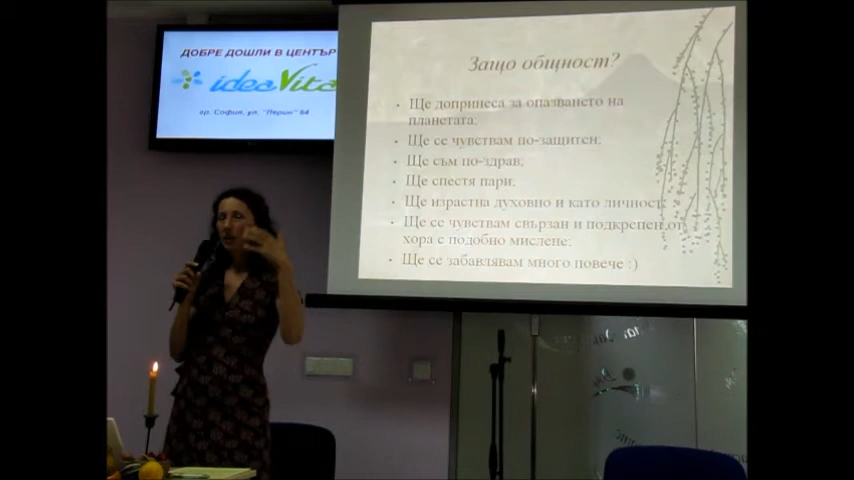 ДОБРЕ ДОШЛИ В ЦЕНТЪР
ideaVita
гр. София, ул. "Пирин" 64
Защо общност?
Ще допринеса за опазването на
планетата;
Ще се чувствам по-защитен;
Ще съм по-здрав;
Ще спестя пари;
Ще израстна духовно и като личност;
Ще се чувствам свързан и подкрепен от
хора с подобно мислене;
Ще се забавлявам много повече :)